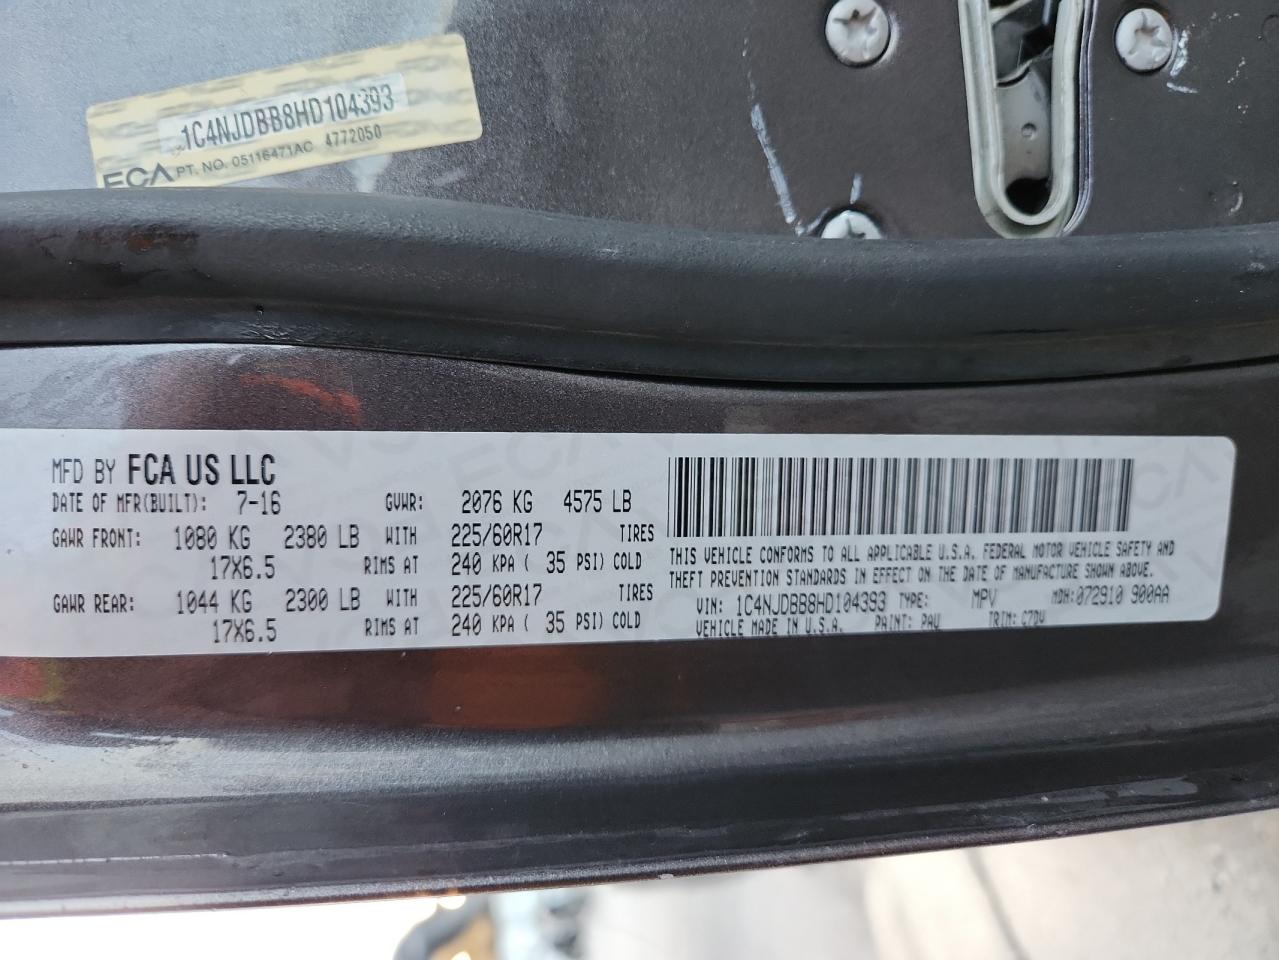 1C4NJDBB8HD104393
PT. NO. 05116471AC 4772050
MFD BY FCA US LLC
DATE OF MFR(BUILT): 7-16 GVWR: 2076 KG 4575 LB
GAWR FRONT: 1080 KG 2380 LB WITH 225/60R17 TIRES
17X6.5 RIMS AT 240 KPA ( 35 PSI) COLD
GAWR REAR: 1044 KG 2300 LB WITH 225/60R17 TIRES
17X6.5 RIMS AT 240 KPA ( 35 PSI) COLD
THIS VEHICLE CONFORMS TO ALL APPLICABLE U.S.A. FEDERAL MOTOR VEHICLE SAFETY AND
THEFT PREVENTION STANDARDS IN EFFECT ON THE DATE OF MANUFACTURE SHOWN ABOVE.
VIN: 1C4NJDBB8HD104393 TYPE: MPV MDH:072910 900AA
VEHICLE MADE IN U.S.A. PAINT: PAU TRIM: C7DV